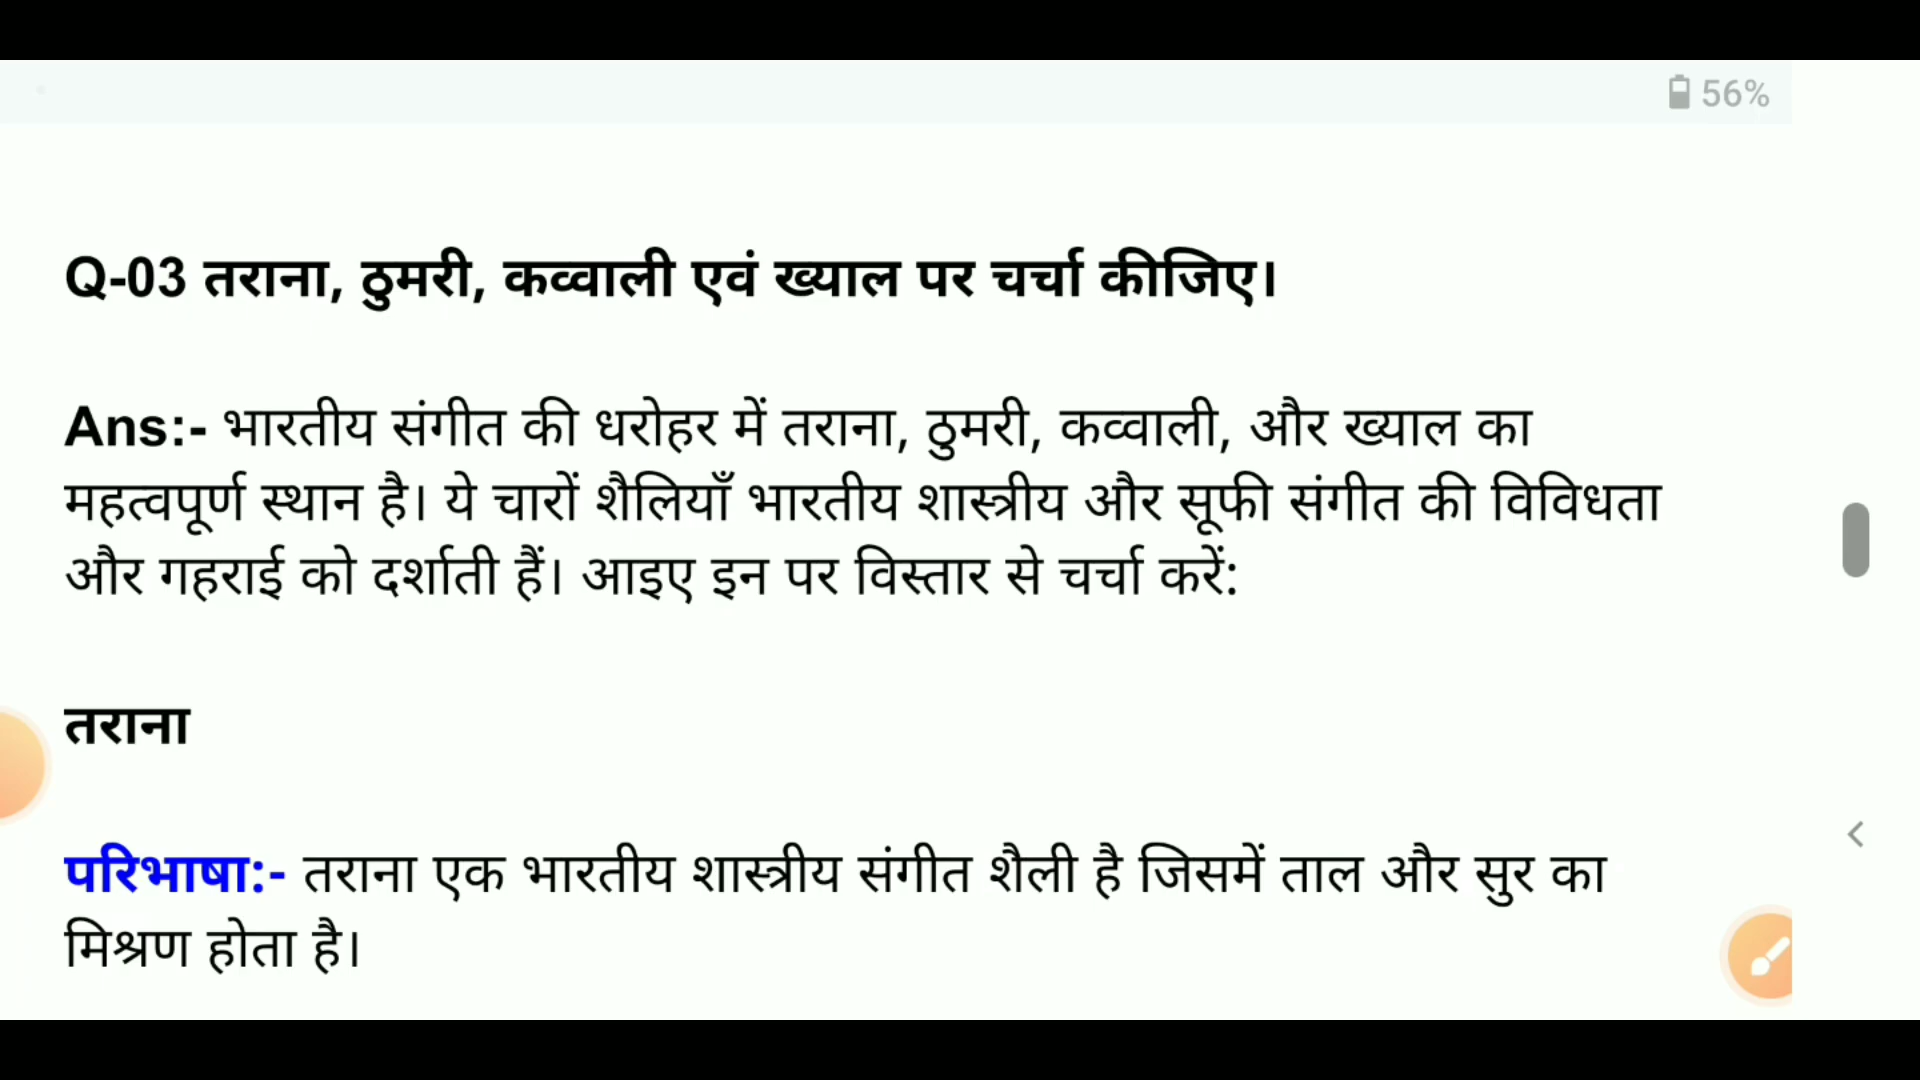 56%
Q-03 तराना, ठुमरी, कव्वाली एवं ख्याल पर चर्चा कीजिए।
Ans:- भारतीय संगीत की धरोहर में तराना, ठुमरी, कव्वाली, और ख्याल का
महत्वपूर्ण स्थान है। ये चारों शैलियाँ भारतीय शास्त्रीय और सूफी संगीत की विविधता
और गहराई को दर्शाती हैं। आइए इन पर विस्तार से चर्चा करें:
तराना
परिभाषा:- तराना एक भारतीय शास्त्रीय संगीत शैली है जिसमें ताल और सुर का
मिश्रण होता है।